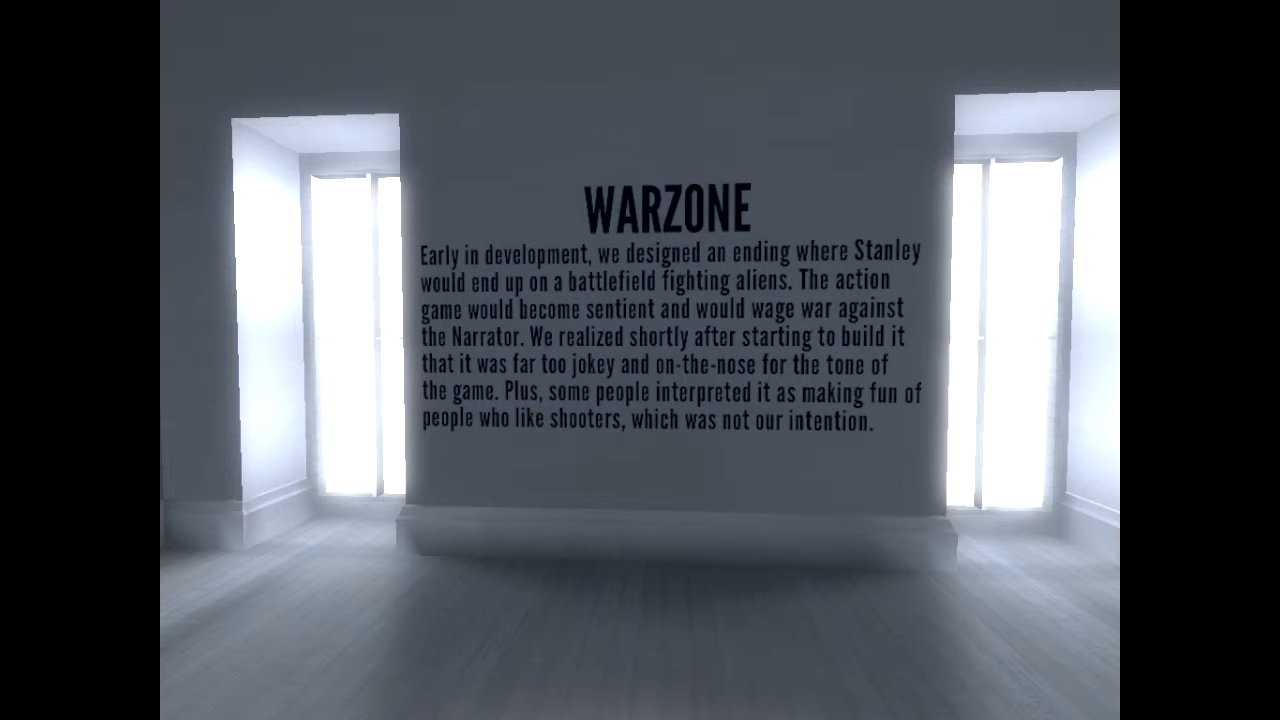 WARZONE
Early in development, we designed an ending where Stanley
would end up on a battlefield fighting aliens. The action
game would become sentient and would wage war against
the Narrator. We realized shortly after starting to build it
that it was far too jokey and on-the-nose for the tone of
the game. Plus, some people interpreted it as making fun of
people who like shooters, which was not our intention.